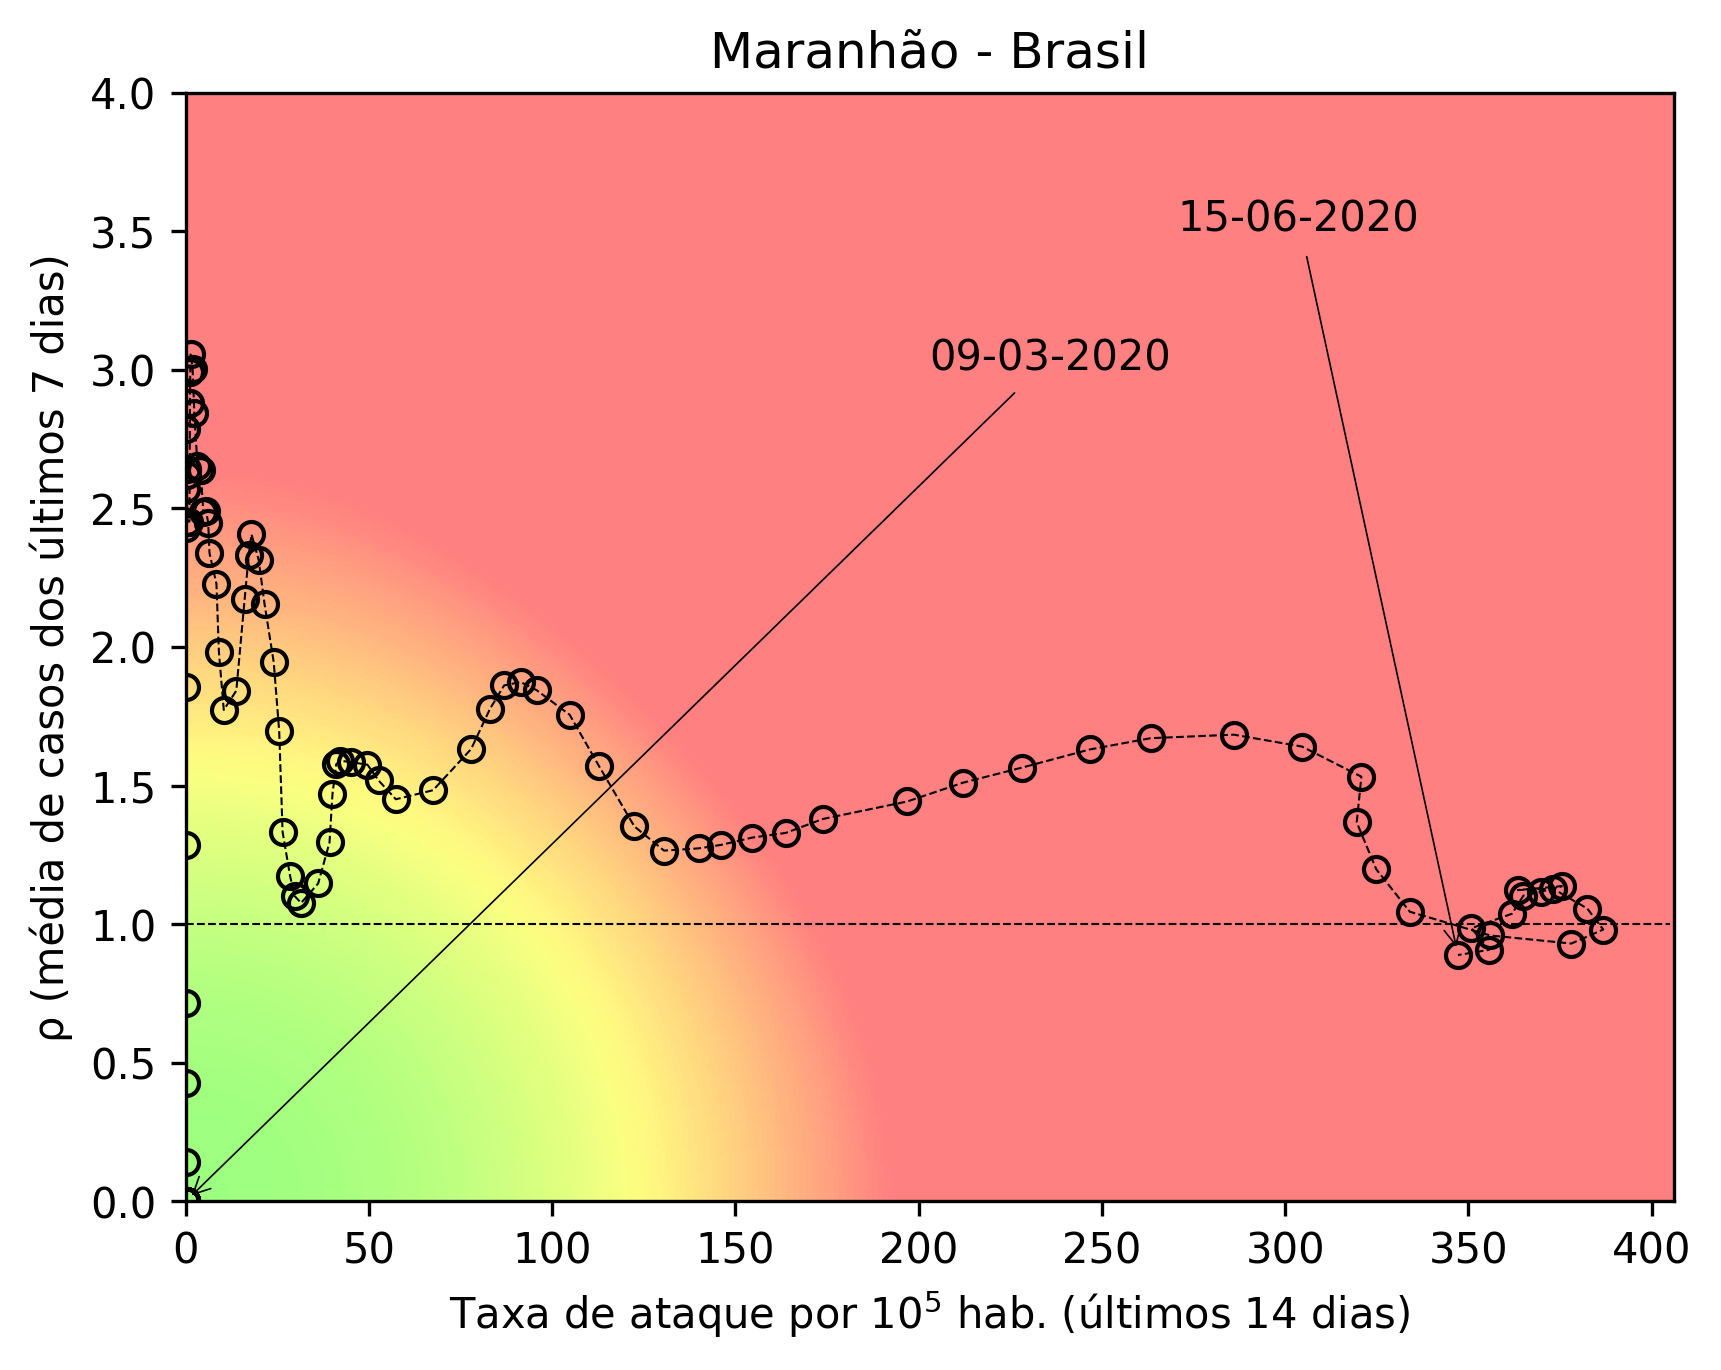 Maranhão - Brasil
4.0
3.5
3.0
2.5
2.0
1.5
1.0
0.5
0.0
ρ (média de casos dos últimos 7 dias)
15-06-2020
09-03-2020
0 50 100 150 200 250 300 350 400
Taxa de ataque por 10⁵ hab. (últimos 14 dias)